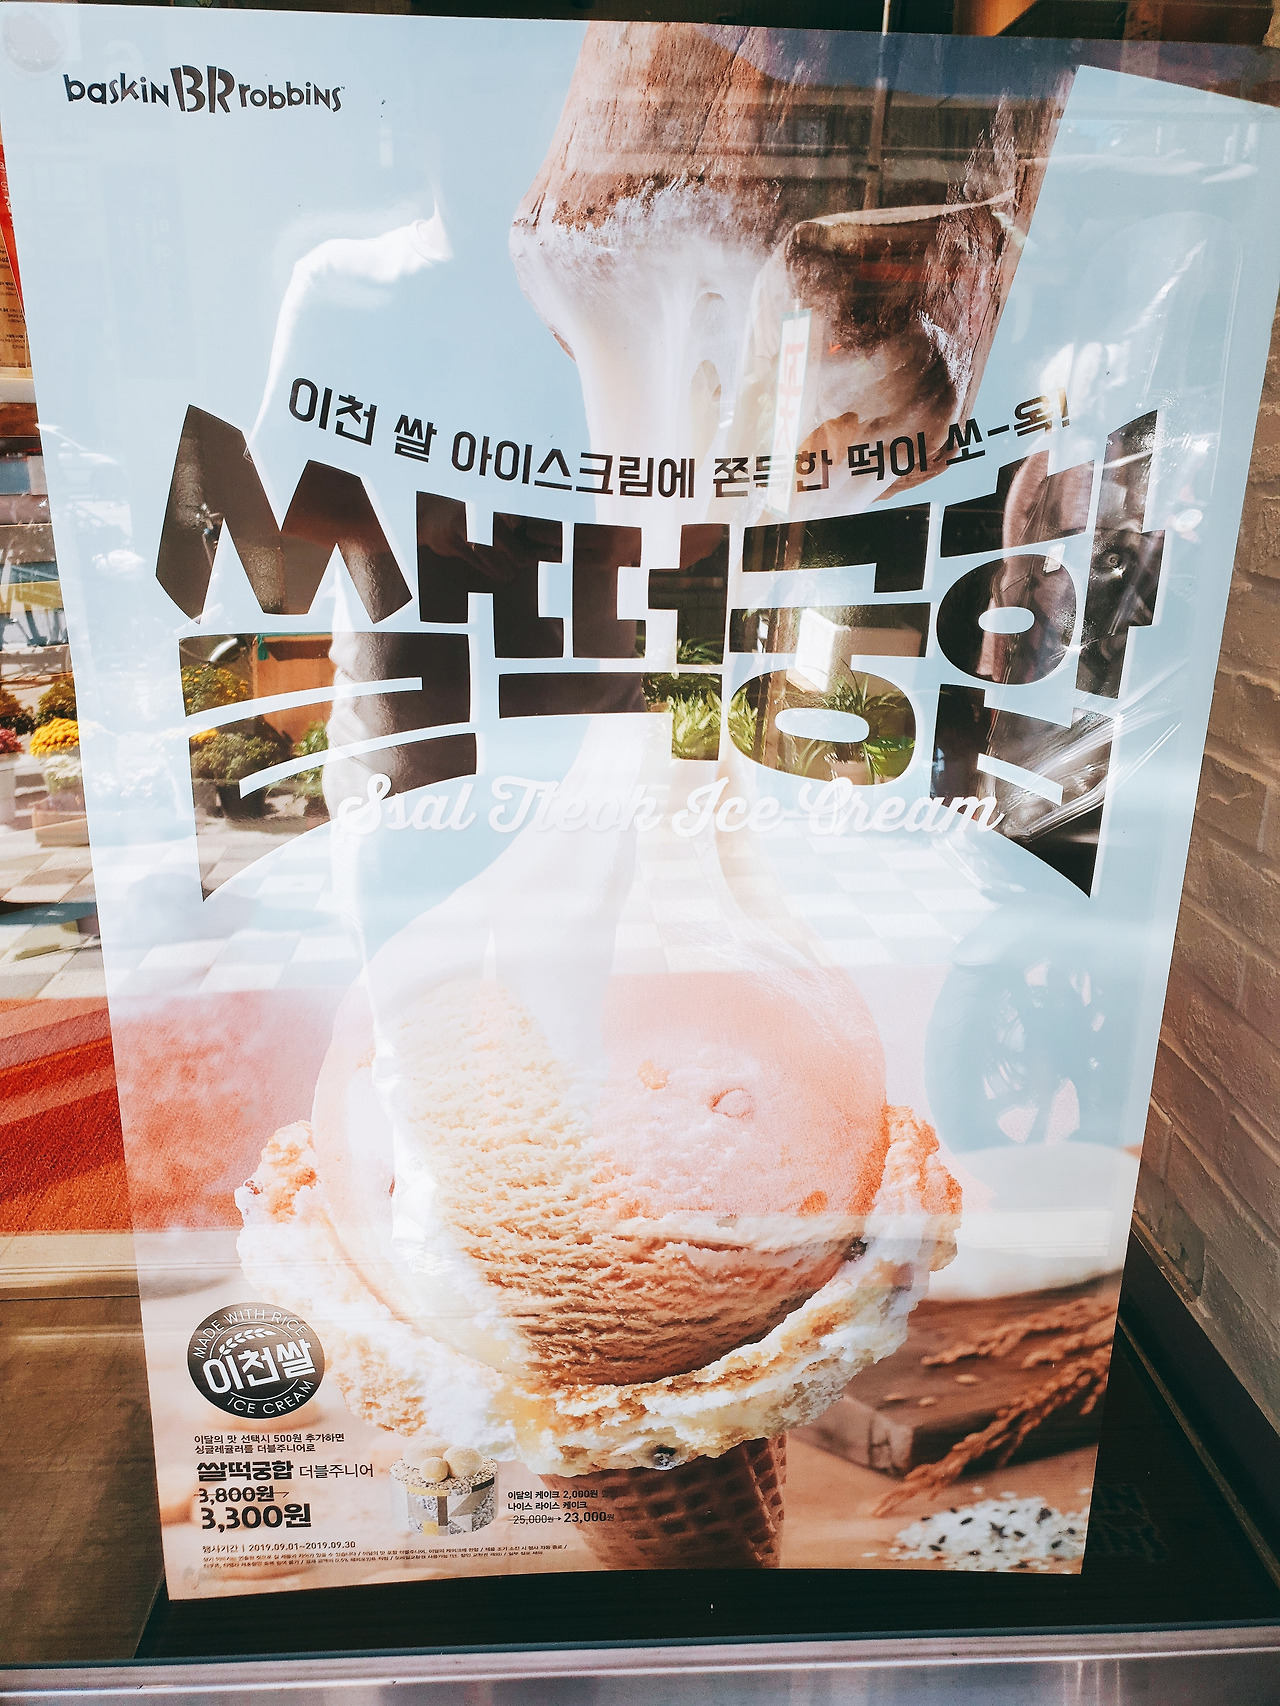 baskin BR robbins
이천 쌀 아이스크림에 쫀득한 떡이 쏘-옥!
쌀떡궁합
Ssal Tteok Ice Cream
MADE WITH RICE
이천쌀
ICE CREAM
이달의 맛 선택시 500원 추가하면
싱글레귤러를 더블주니어로
쌀떡궁합 더블주니어
3,800원
3,300원
이달의 케이크 2,000원
나이스 라이스 케이크
25,000원 23,000원
행사기간 | 2019.09.01~2019.09.30